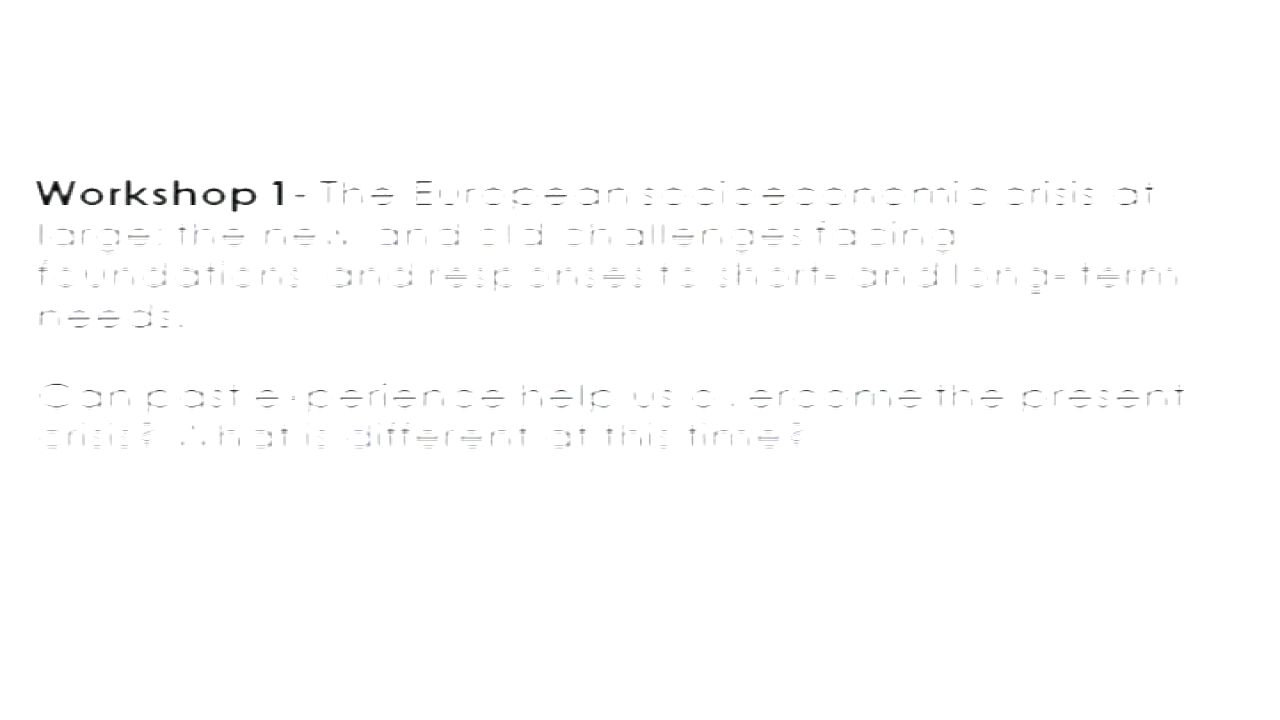 Workshop 1 - The European socioeconomic crisis at
large: the new and old challenges facing
foundations and responses to short- and long- term
needs.
Can past experience help us overcome the present
crisis? What is different at this time?